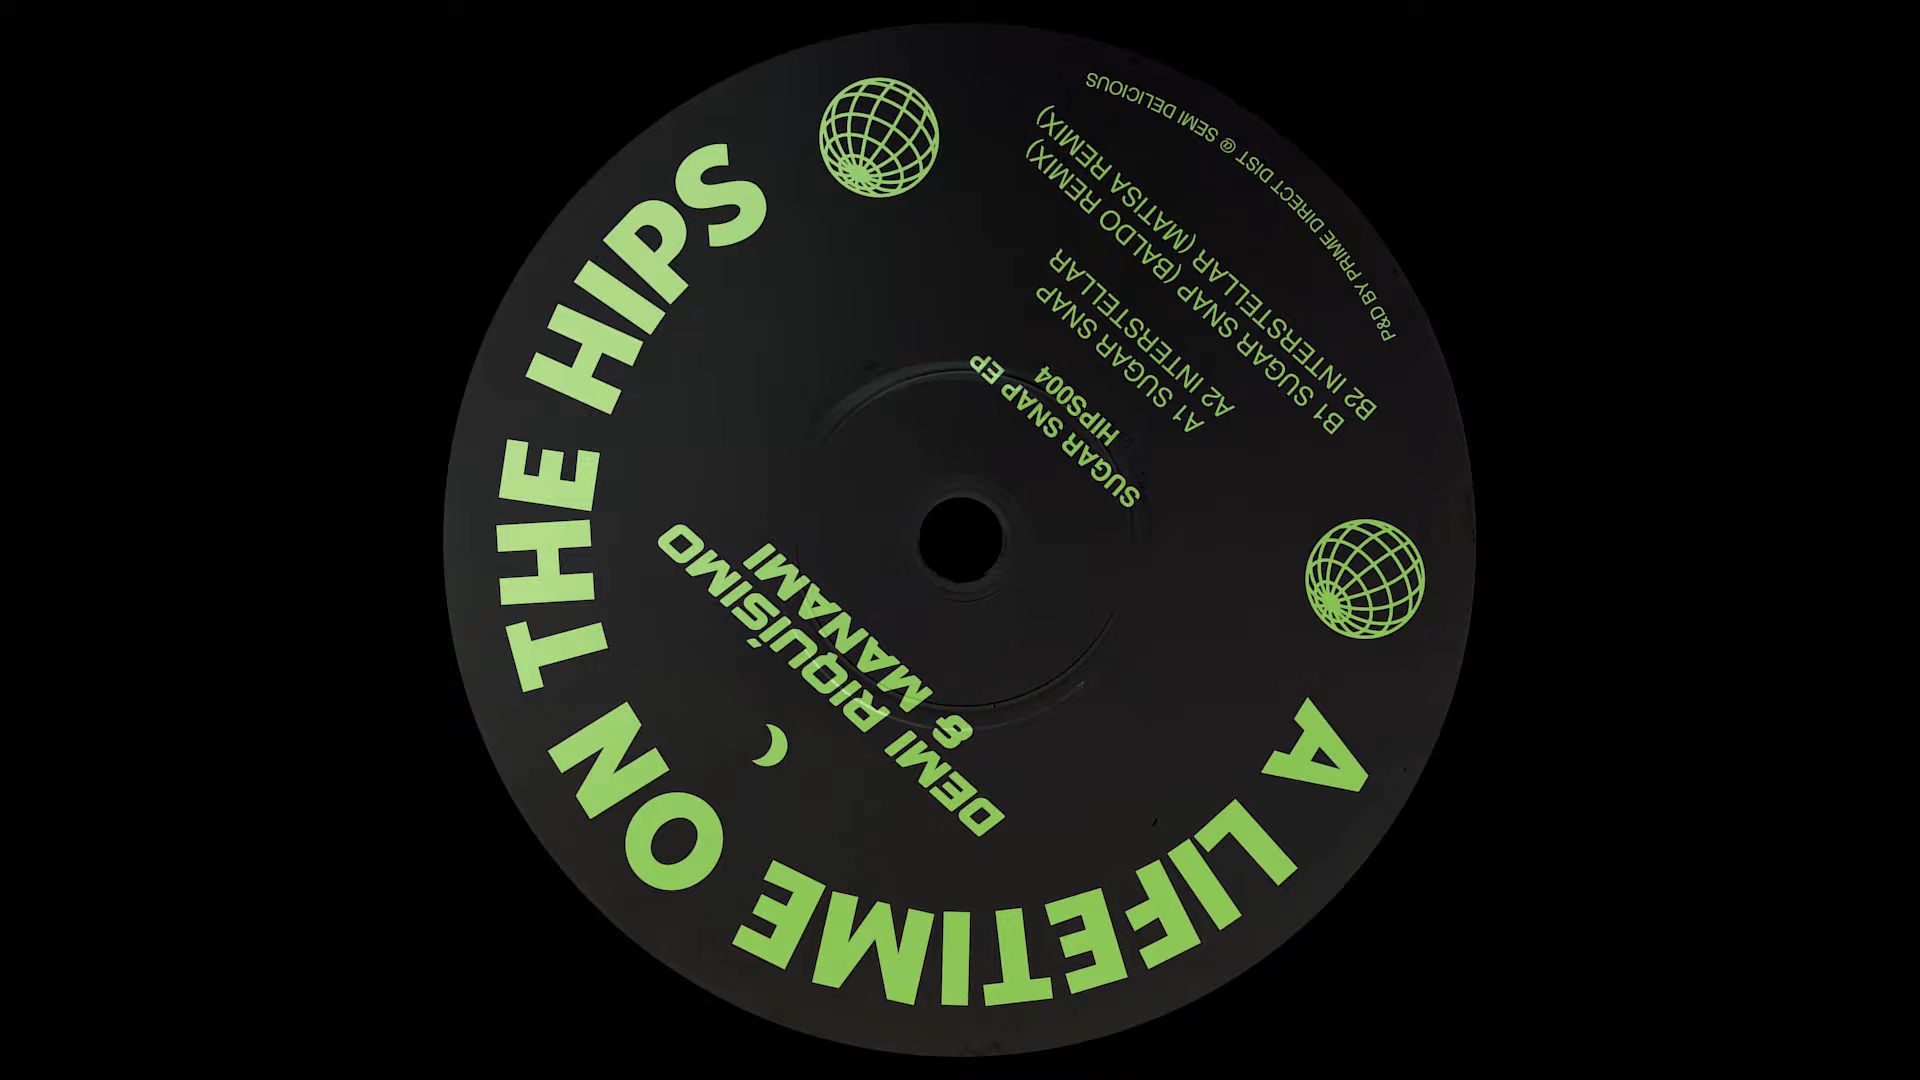 A LIFETIME ON THE HIPS
DEMI RIQUÍSIMO
& MANAMI
SUGAR SNAP EP
HIPS004
A1 SUGAR SNAP
A2 INTERSTELLAR
B1 SUGAR SNAP (BALDO REMIX)
B2 INTERSTELLAR (MATISA REMIX)
P&D BY PRIME DIRECT DIST @ SEMI DELICIOUS